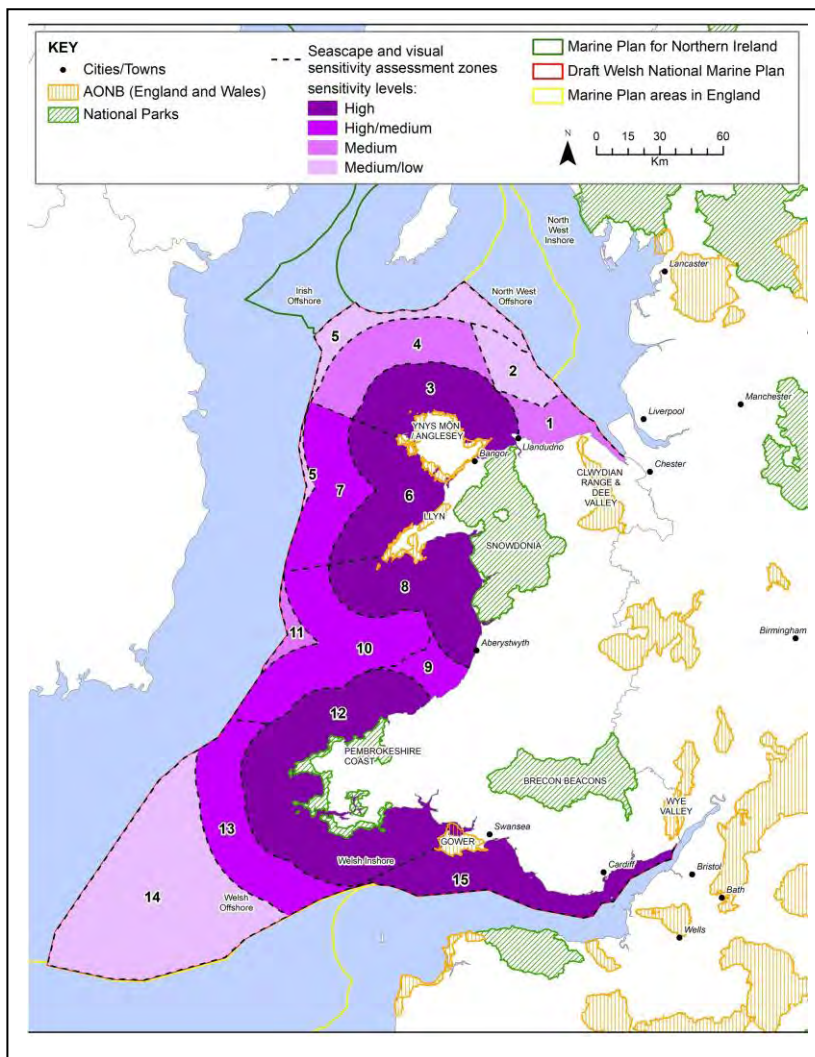 KEY
Cities/Towns
AONB (England and Wales)
National Parks
Seascape and visual
sensitivity assessment zones
sensitivity levels:
High
High/medium
Medium
Medium/low
Marine Plan for Northern Ireland
Draft Welsh National Marine Plan
Marine Plan areas in England
N
0 15 30 60
Km
North
West
Inshore
Lancaster
Irish
Offshore
North West
Offshore
5
4
2
3
Manchester
Liverpool
1
YNYS MÔN
/ ANGLESEY
Llandudno
Bangor
Chester
CLWYDIAN
RANGE &
DEE
VALLEY
5
7
6
LLYN
SNOWDONIA
8
11
10
Birmingham
Aberystwyth
9
12
PEMBROKESHIRE
COAST
BRECON BEACONS
WYE
VALLEY
13
Swansea
GOWER
Welsh Inshore
15
Cardiff
Bristol
14
Welsh
Offshore
Bath
Wells